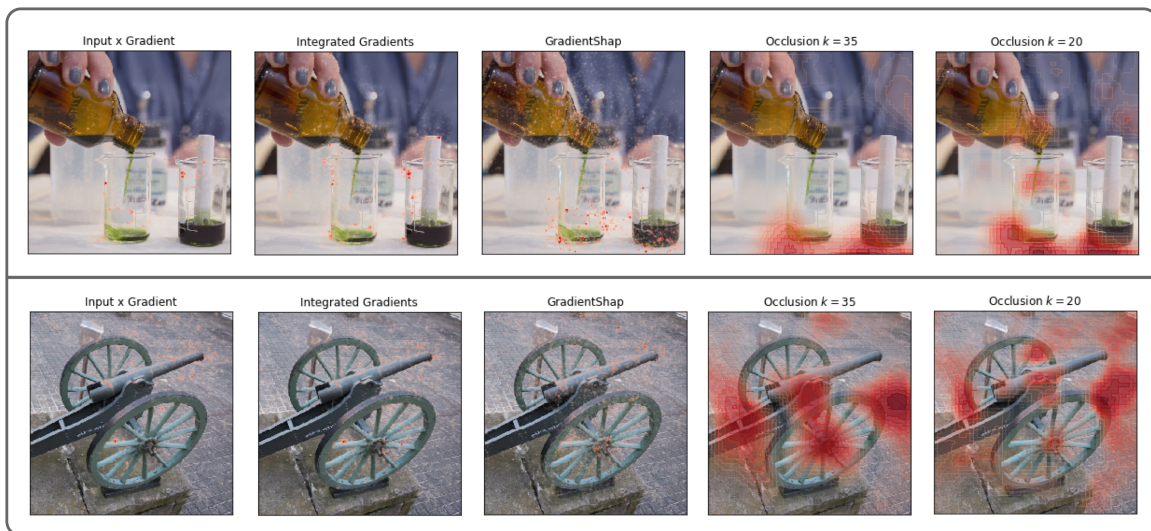 Input x Gradient
Integrated Gradients
GradientShap
Occlusion k = 35
Occlusion k = 20
Input x Gradient
Integrated Gradients
GradientShap
Occlusion k = 35
Occlusion k = 20